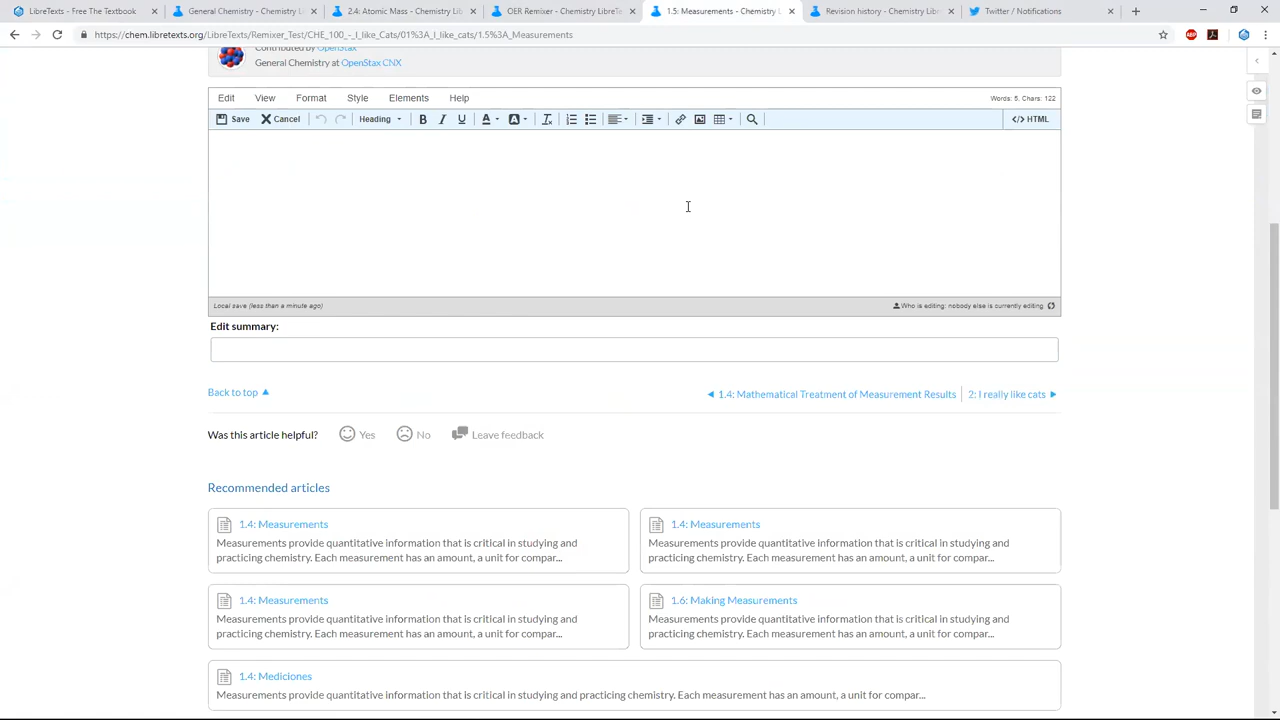 LibreTexts - Free The Textbook
General Chemistry - Chemistry L
2.4: Atomic Mass - Chemistry Lib
OER Remixer - Chemistry LibreTe
1.5: Measurements - Chemistry L
Revision history - Chemistry Libr
Twitter / Notifications
https://chem.libretexts.org/LibreTexts/Remixer_Test/CHE_100_-_I_like_Cats/01%3A_I_like_cats/1.5%3A_Measurements
Contributed by OpenStax
General Chemistry at OpenStax CNX
Edit View Format Style Elements Help Words: 5, Chars: 122
Save Cancel Heading B I U A A </> HTML
Local save (less than a minute ago) Who is editing: nobody else is currently editing
Edit summary:
Back to top 1.4: Mathematical Treatment of Measurement Results 2: I really like cats
Was this article helpful? Yes No Leave feedback
Recommended articles
1.4: Measurements
Measurements provide quantitative information that is critical in studying and
practicing chemistry. Each measurement has an amount, a unit for compar...
1.4: Measurements
Measurements provide quantitative information that is critical in studying and
practicing chemistry. Each measurement has an amount, a unit for compar...
1.4: Measurements
Measurements provide quantitative information that is critical in studying and
practicing chemistry. Each measurement has an amount, a unit for compar...
1.6: Making Measurements
Measurements provide quantitative information that is critical in studying and
practicing chemistry. Each measurement has an amount, a unit for compar...
1.4: Mediciones
Measurements provide quantitative information that is critical in studying and practicing chemistry. Each measurement has an amount, a unit for compar...